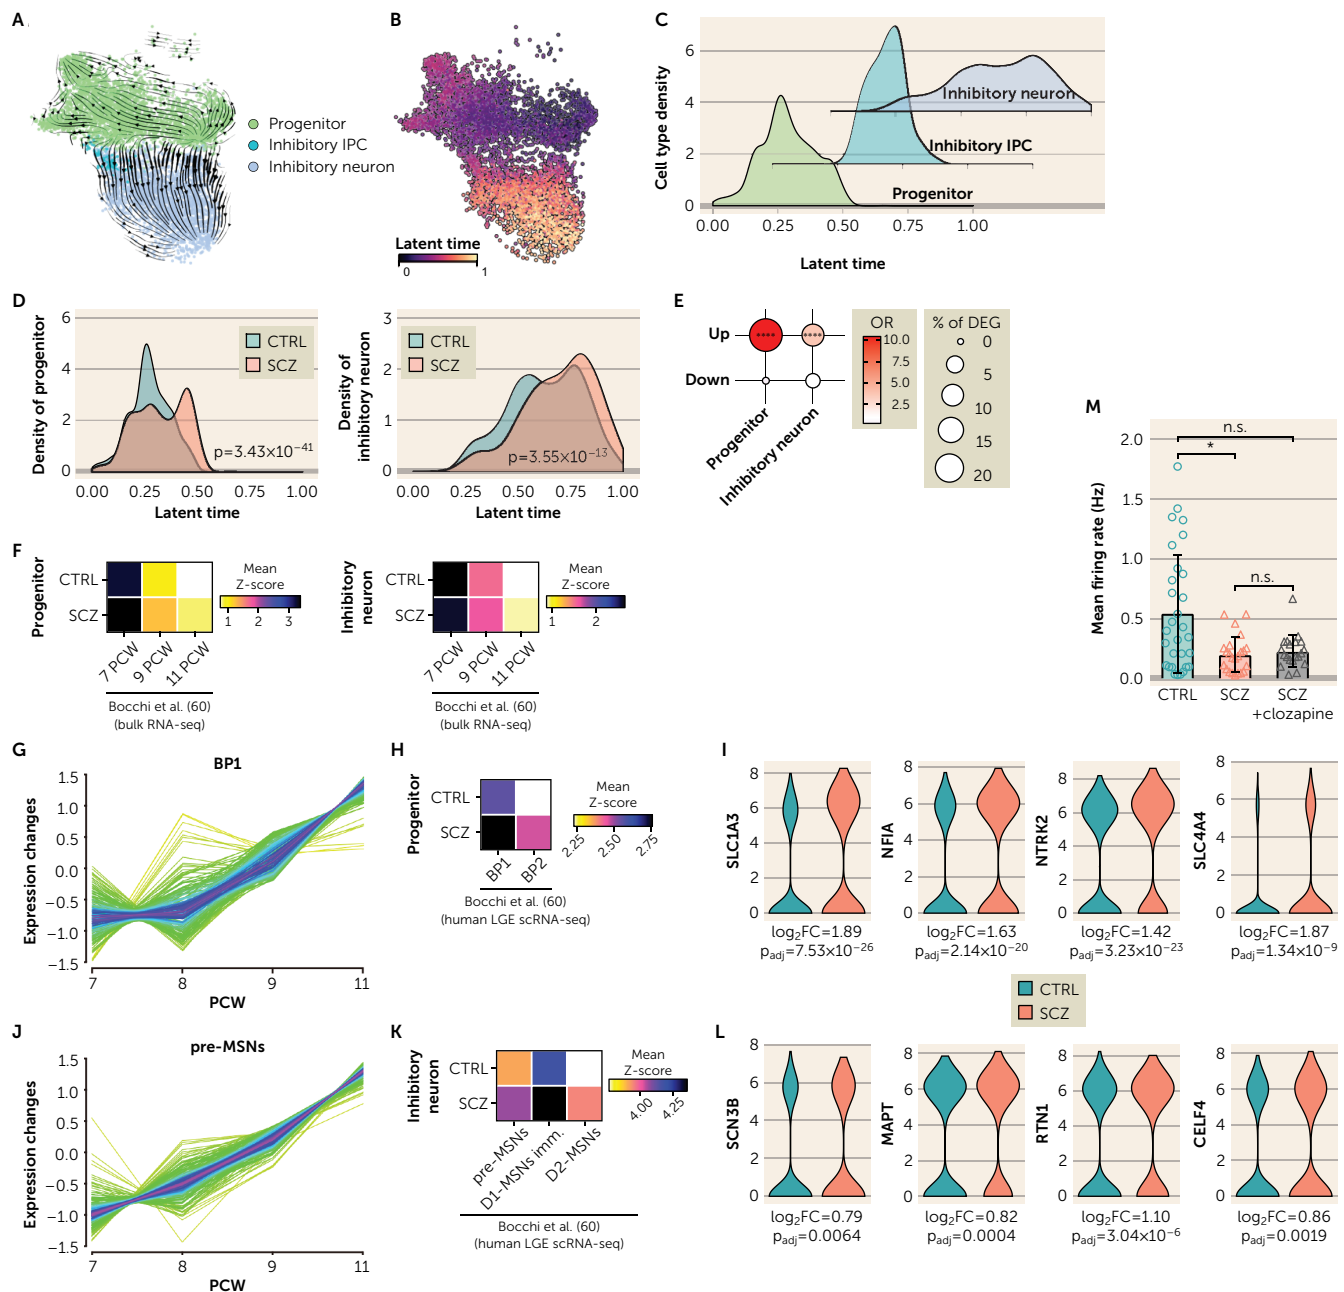 A
Progenitor
Inhibitory IPC
Inhibitory neuron
B
Latent time
0 1
C
Cell type density
6
4
2
0
Inhibitory neuron
Inhibitory IPC
Progenitor
0.00 0.25 0.50 0.75 1.00
Latent time
D
Density of progenitor
6
4
2
0
CTRL
SCZ
p=3.43×10−41
0.00 0.25 0.50 0.75 1.00
Latent time
Density of
inhibitory neuron
3
2
1
0
CTRL
SCZ
p=3.55×10−13
0.00 0.25 0.50 0.75 1.00
Latent time
E
Up
Down
**** ****
Progenitor
Inhibitory neuron
OR
10.0
7.5
5.0
2.5
% of DEG
0
5
10
15
20
F
Progenitor
CTRL
SCZ
7 PCW
9 PCW
11 PCW
Mean
Z-score
1 2 3
Bocchi et al. (60)
(bulk RNA-seq)
Inhibitory
neuron
CTRL
SCZ
7 PCW
9 PCW
11 PCW
Mean
Z-score
1 2
Bocchi et al. (60)
(bulk RNA-seq)
M
Mean firing rate (Hz)
2.0
1.5
1.0
0.5
0.0
n.s.
*
n.s.
CTRL SCZ SCZ
+clozapine
G
BP1
Expression changes
1.5
1.0
0.5
0.0
−0.5
−1.0
−1.5
7 8 9 10 11
PCW
H
Progenitor
CTRL
SCZ
BP1
BP2
Mean
Z-score
2.25 2.50 2.75
Bocchi et al. (60)
(human LGE scRNA-seq)
I
SLC1A3
8
6
4
2
0
log2FC=1.89
padj=7.53×10−26
NFIA
8
6
4
2
0
log2FC=1.63
padj=2.14×10−20
NTRK2
8
6
4
2
0
log2FC=1.42
padj=3.23×10−23
SLC4A4
8
6
4
2
0
log2FC=1.87
padj=1.34×10−9
CTRL
SCZ
J
pre-MSNs
Expression changes
1.5
1.0
0.5
0.0
−0.5
−1.0
−1.5
7 8 9 10 11
PCW
K
Inhibitory
neuron
CTRL
SCZ
pre-MSNs
D1-MSNs imm.
D2-MSNs
Mean
Z-score
4.00 4.25
Bocchi et al. (60)
(human LGE scRNA-seq)
L
SCN3B
8
6
4
2
0
log2FC=0.79
padj=0.0064
MAPT
8
6
4
2
0
log2FC=0.82
padj=0.0004
RTN1
8
6
4
2
0
log2FC=1.10
padj=3.04×10−6
CELF4
8
6
4
2
0
log2FC=0.86
padj=0.0019